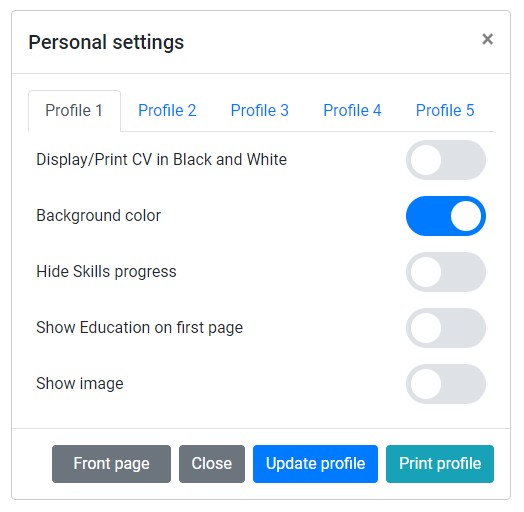 Personal settings ×
Profile 1 Profile 2 Profile 3 Profile 4 Profile 5
Display/Print CV in Black and White
Background color
Hide Skills progress
Show Education on first page
Show image
Front page Close Update profile Print profile